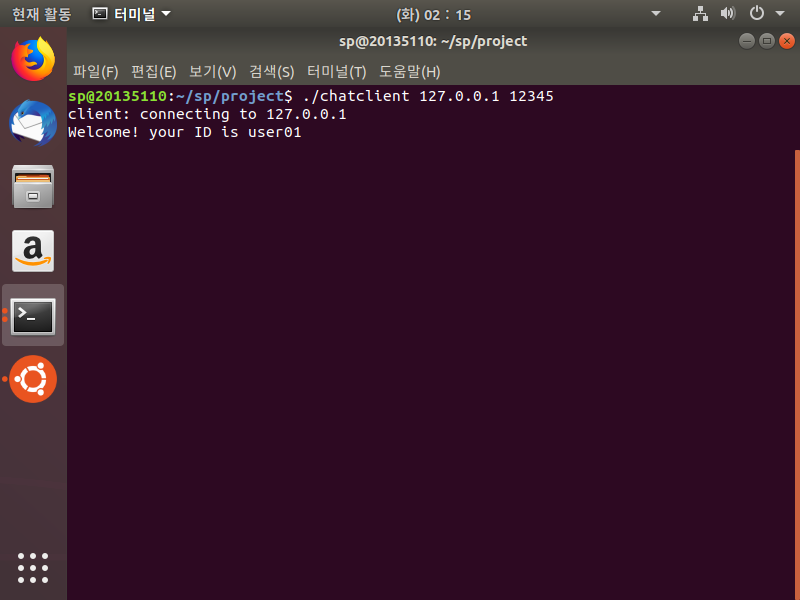 현재 활동 터미널 (화) 02 : 15
sp@20135110: ~/sp/project
파일(F) 편집(E) 보기(V) 검색(S) 터미널(T) 도움말(H)
sp@20135110:~/sp/project$ ./chatclient 127.0.0.1 12345
client: connecting to 127.0.0.1
Welcome! your ID is user01
a
>_